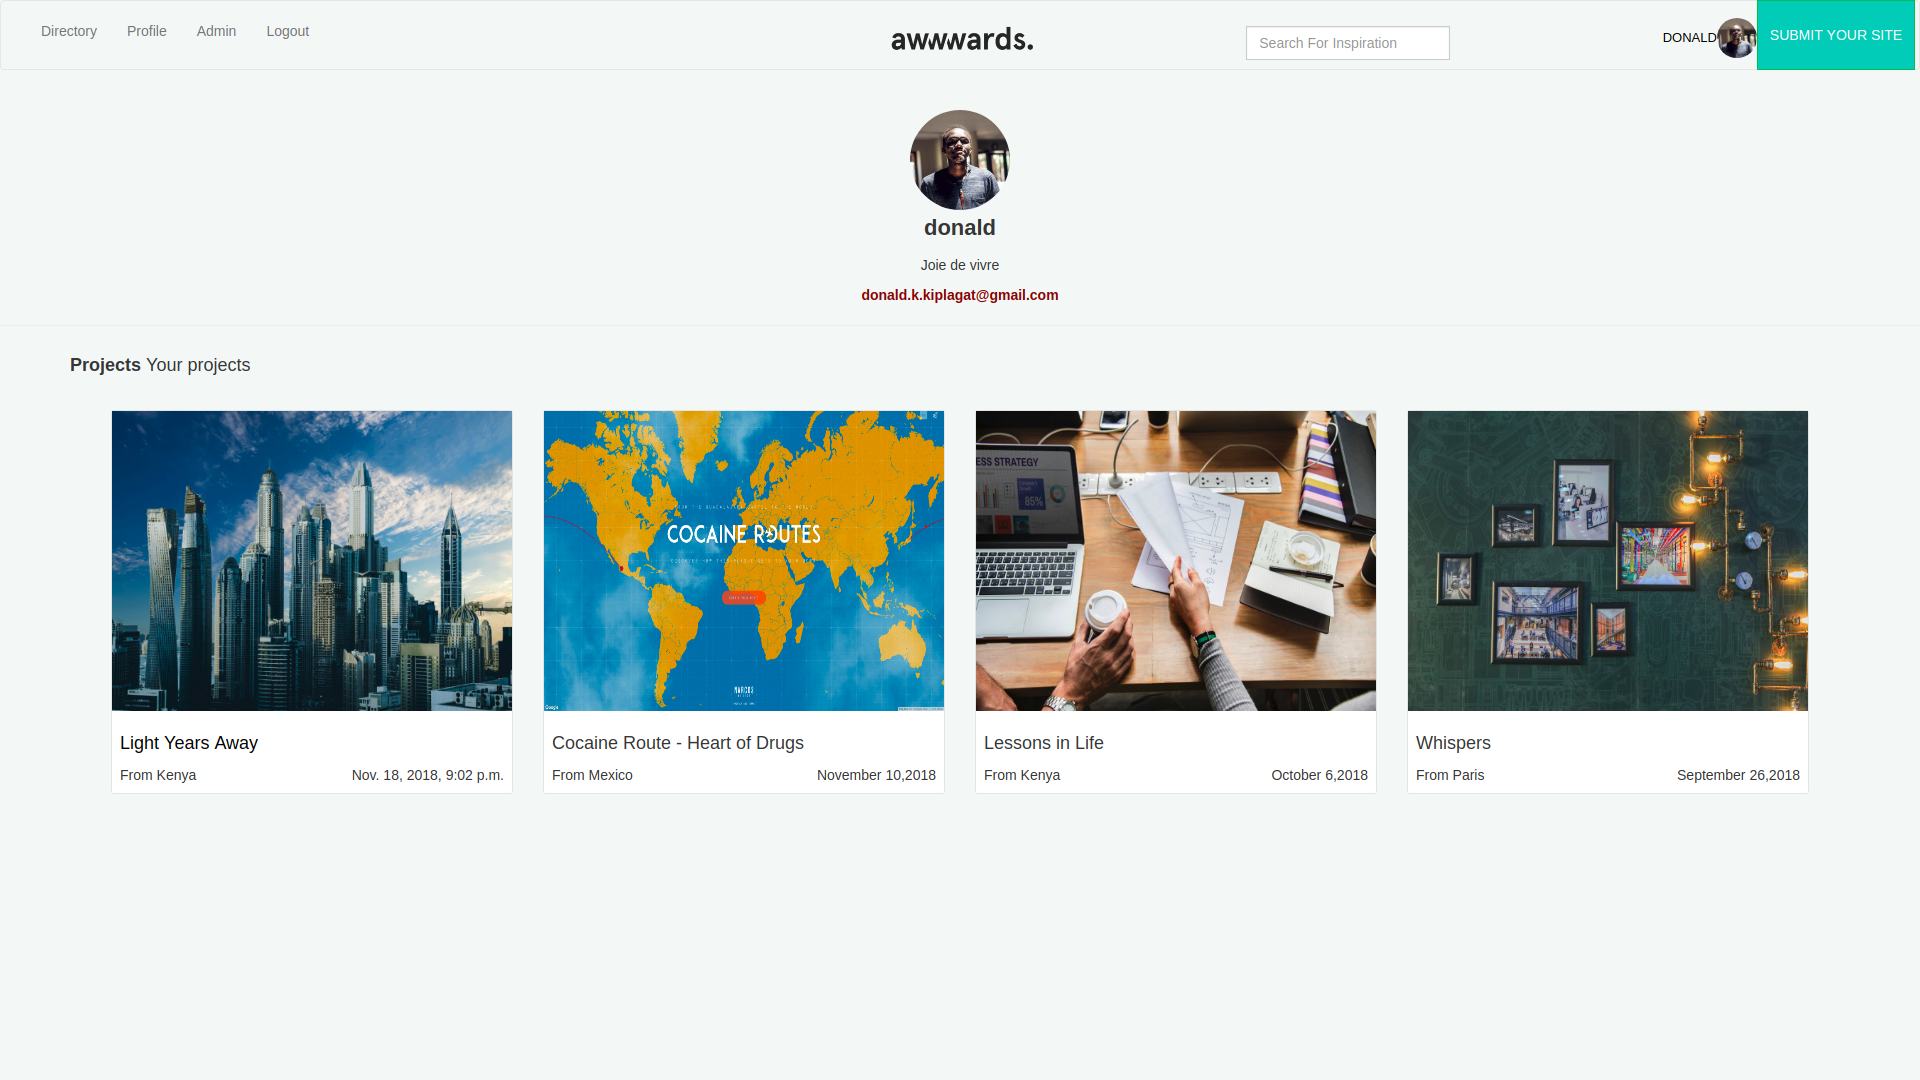 Directory Profile Admin Logout
awwwards.
Search For Inspiration
DONALD
SUBMIT YOUR SITE
donald
Joie de vivre
donald.k.kiplagat@gmail.com
Projects Your projects
COCAINE ROUTES
NARCOS
Google
ESS STRATEGY
85%
Light Years Away
From Kenya Nov. 18, 2018, 9:02 p.m.
Cocaine Route - Heart of Drugs
From Mexico November 10,2018
Lessons in Life
From Kenya October 6,2018
Whispers
From Paris September 26,2018